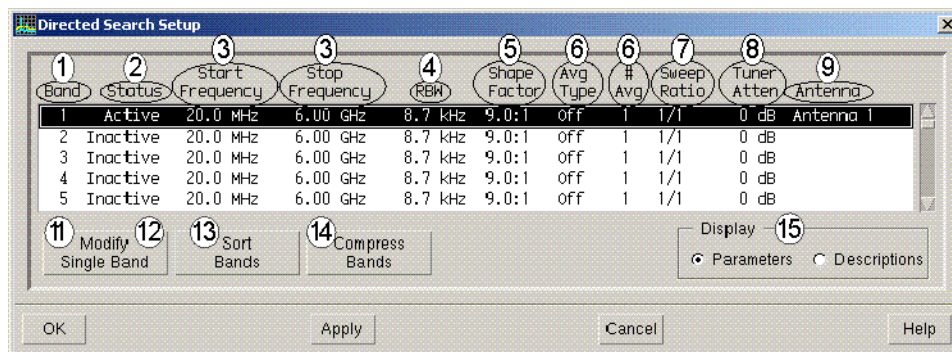 Directed Search Setup
3 3 5 6 6 7 8
1 2 Start Stop 4 Shape Avg # Sweep Tuner 9
Band Status Frequency Frequency RBW Factor Type Avg Ratio Atten Antenna
1 Active 20.0 MHz 6.00 GHz 8.7 kHz 9.0:1 Off 1 1/1 0 dB Antenna 1
2 Inactive 20.0 MHz 6.00 GHz 8.7 kHz 9.0:1 Off 1 1/1 0 dB
3 Inactive 20.0 MHz 6.00 GHz 8.7 kHz 9.0:1 Off 1 1/1 0 dB
4 Inactive 20.0 MHz 6.00 GHz 8.7 kHz 9.0:1 Off 1 1/1 0 dB
5 Inactive 20.0 MHz 6.00 GHz 8.7 kHz 9.0:1 Off 1 1/1 0 dB
11 Modify 12 13 Sort 14 Compress Display 15
Single Band Bands Bands Parameters Descriptions
OK Apply Cancel Help